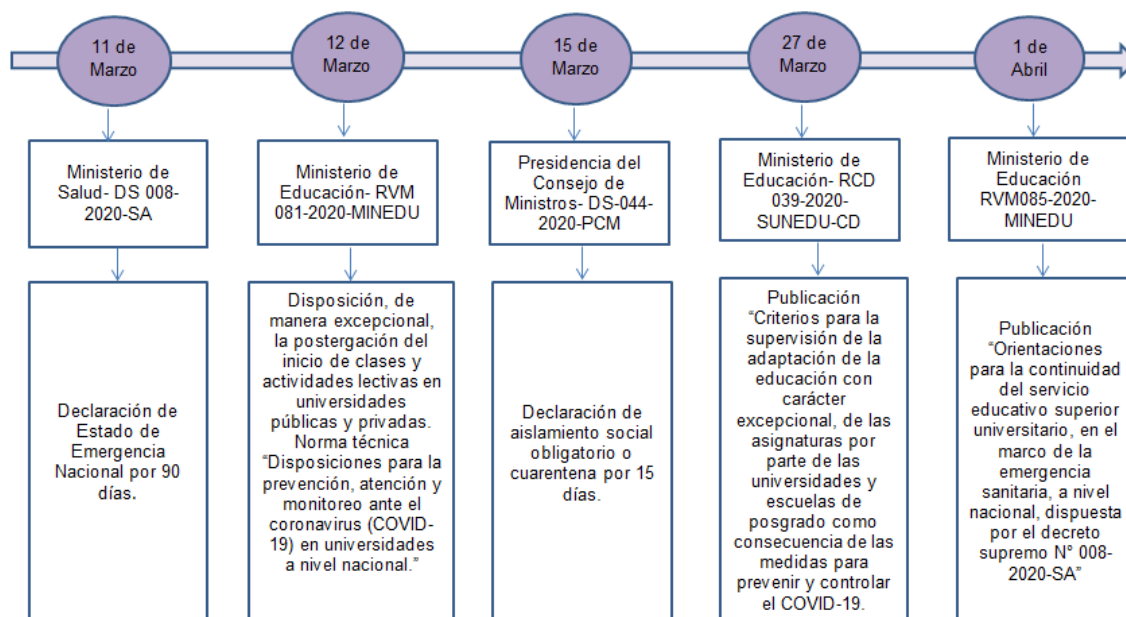 11 de
Marzo
12 de
Marzo
15 de
Marzo
27 de
Marzo
1 de
Abril
Ministerio de
Salud- DS 008-
2020-SA
Ministerio de
Educación- RVM
081-2020-MINEDU
Presidencia del
Consejo de
Ministros- DS-044-
2020-PCM
Ministerio de
Educación- RCD
039-2020-
SUNEDU-CD
Ministerio de
Educación
RVM085-2020-
MINEDU
Declaración de
Estado de
Emergencia
Nacional por 90
días.
Disposición, de
manera excepcional,
la postergación del
inicio de clases y
actividades lectivas en
universidades
públicas y privadas.
Norma técnica
“Disposiciones para la
prevención, atención y
monitoreo ante el
coronavirus (COVID-
19) en universidades
a nivel nacional.”
Declaración de
aislamiento social
obligatorio o
cuarentena por 15
días.
Publicación
“Criterios para la
supervisión de la
adaptación de la
educación con
carácter
excepcional, de las
asignaturas por
parte de las
universidades y
escuelas de
posgrado como
consecuencia de las
medidas para
prevenir y controlar
el COVID-19.
Publicación
“Orientaciones
para la continuidad
del servicio
educativo superior
universitario, en el
marco de la
emergencia
sanitaria, a nivel
nacional, dispuesta
por el decreto
supremo N° 008-
2020-SA”